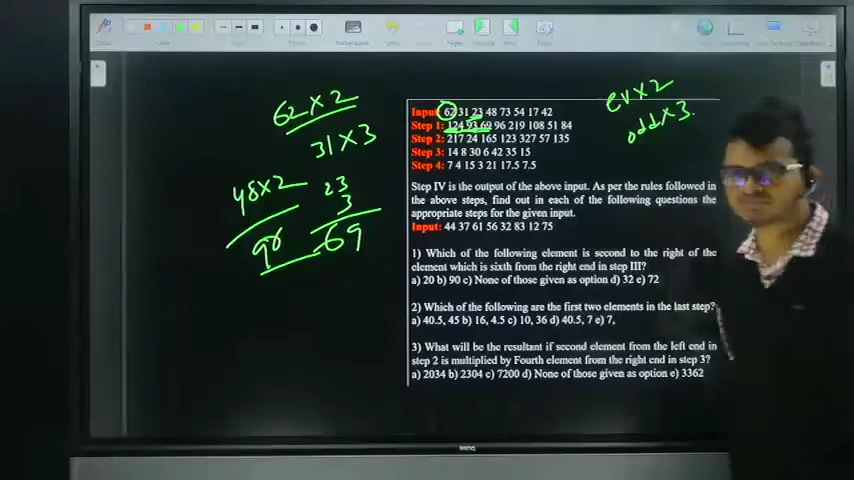 Background
Pages
62 X 2
31 X 3
48 X 2
96
23
3
69
ev X 2
odd X 3.
Input: 62 31 23 48 73 54 17 42
Step 1: 124 93 69 96 219 108 51 84
Step 2: 217 24 165 123 327 57 135
Step 3: 14 8 30 6 42 35 15
Step 4: 7 4 15 3 21 17.5 7.5
Step IV is the output of the above input. As per the rules followed in
the above steps, find out in each of the following questions the
appropriate steps for the given input.
Input: 44 37 61 56 32 83 12 75
1) Which of the following element is second to the right of the
element which is sixth from the right end in step III?
a) 20 b) 90 c) None of those given as option d) 32 e) 72
2) Which of the following are the first two elements in the last step?
a) 40.5, 45 b) 16, 4.5 c) 10, 36 d) 40.5, 7 e) 7,
3) What will be the resultant if second element from the left end in
step 2 is multiplied by Fourth element from the right end in step 3?
a) 2034 b) 2304 c) 7200 d) None of those given as option e) 3362
BenQ